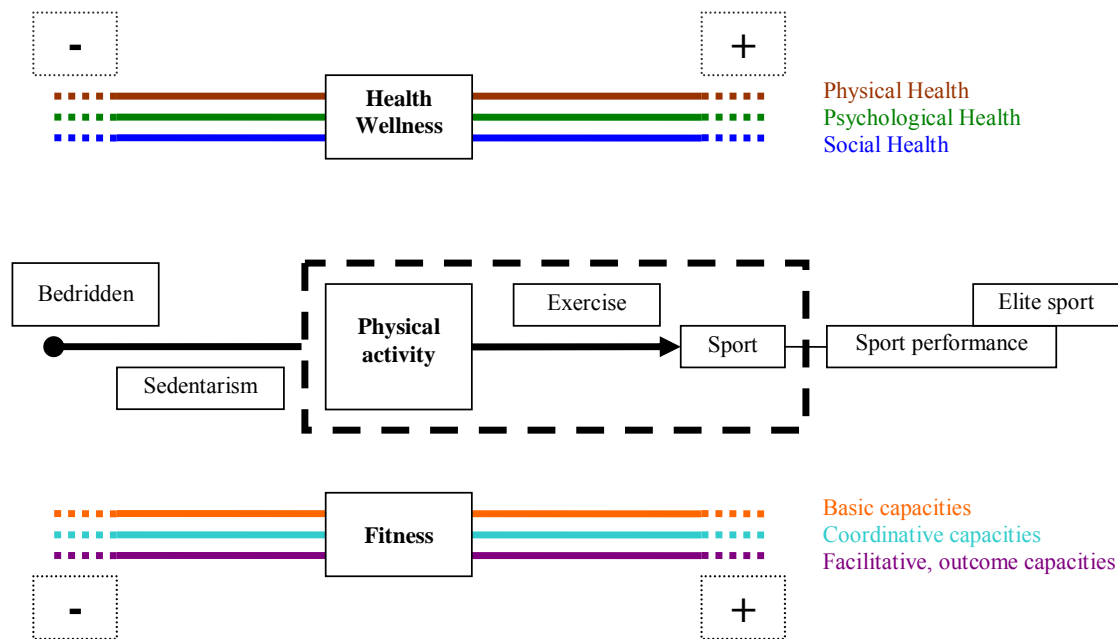 -
+
Health
Wellness
Physical Health
Psychological Health
Social Health
Bedridden
Sedentarism
Physical
activity
Exercise
Sport
Elite sport
Sport performance
Fitness
Basic capacities
Coordinative capacities
Facilitative, outcome capacities
-
+